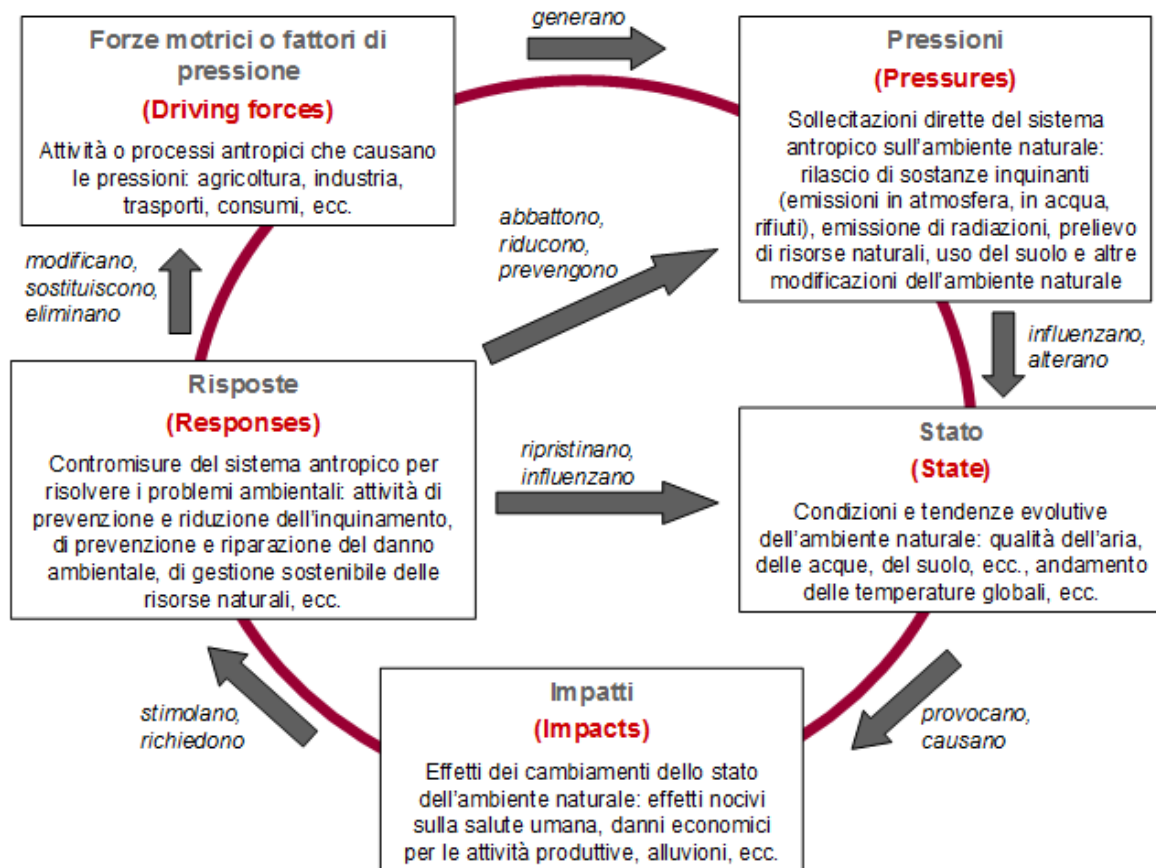 generano
Forze motrici o fattori di
pressione
(Driving forces)
Attività o processi antropici che causano
le pressioni: agricoltura, industria,
trasporti, consumi, ecc.
Pressioni
(Pressures)
Sollecitazioni dirette del sistema
antropico sull'ambiente naturale:
rilascio di sostanze inquinanti
(emissioni in atmosfera, in acqua,
rifiuti), emissione di radiazioni, prelievo
di risorse naturali, uso del suolo e altre
modificazioni dell'ambiente naturale
abbattono,
riducono,
prevengono
modificano,
sostituiscono,
eliminano
influenzano,
alterano
Risposte
(Responses)
Contromisure del sistema antropico per
risolvere i problemi ambientali: attività di
prevenzione e riduzione dell'inquinamento,
di prevenzione e riparazione del danno
ambientale, di gestione sostenibile delle
risorse naturali, ecc.
ripristinano,
influenzano
Stato
(State)
Condizioni e tendenze evolutive
dell'ambiente naturale: qualità dell'aria,
delle acque, del suolo, ecc., andamento
delle temperature globali, ecc.
stimolano,
richiedono
Impatti
(Impacts)
Effetti dei cambiamenti dello stato
dell'ambiente naturale: effetti nocivi
sulla salute umana, danni economici
per le attività produttive, alluvioni, ecc.
provocano,
causano